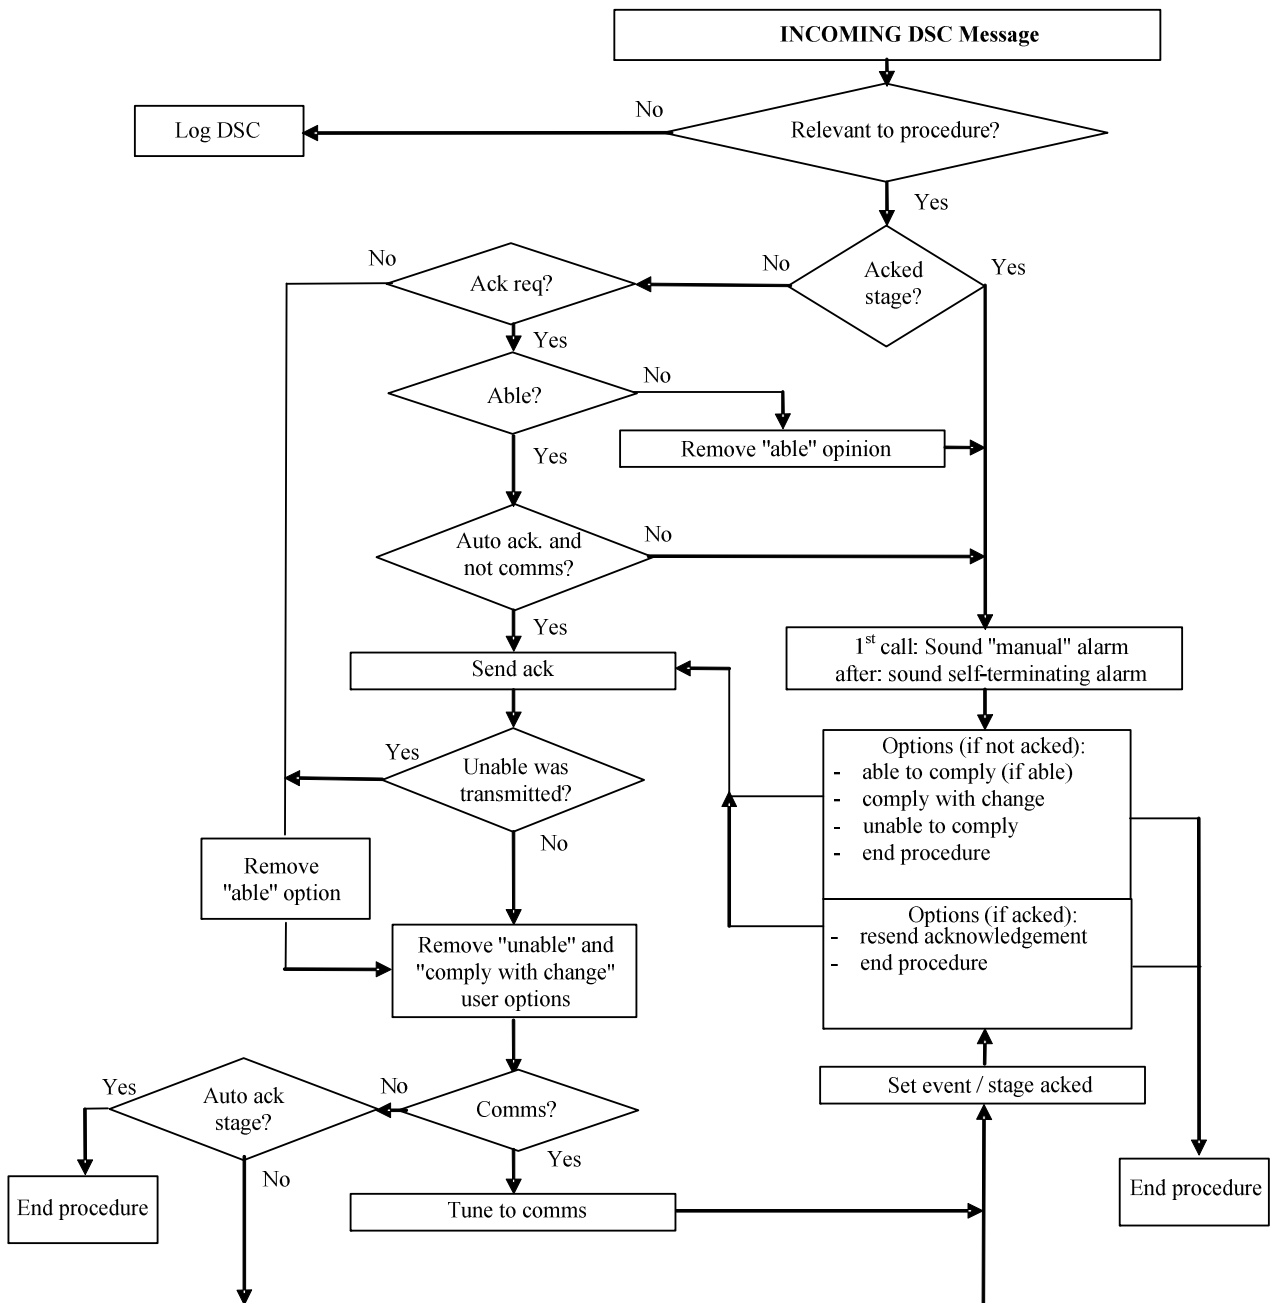 INCOMING DSC Message
No
Log DSC
Relevant to procedure?
Yes
No
No
Yes
Ack req?
Acked
stage?
Yes
Able?
No
Remove "able" opinion
Yes
Auto ack. and
not comms?
No
Yes
Send ack
1st call: Sound "manual" alarm
after: sound self-terminating alarm
Yes
Unable was
transmitted?
No
Options (if not acked):
- able to comply (if able)
- comply with change
- unable to comply
- end procedure
Remove
"able" option
Options (if acked):
- resend acknowledgement
- end procedure
Remove "unable" and
"comply with change"
user options
Yes
Auto ack
stage?
No
Comms?
Set event / stage acked
No
Yes
End procedure
Tune to comms
End procedure